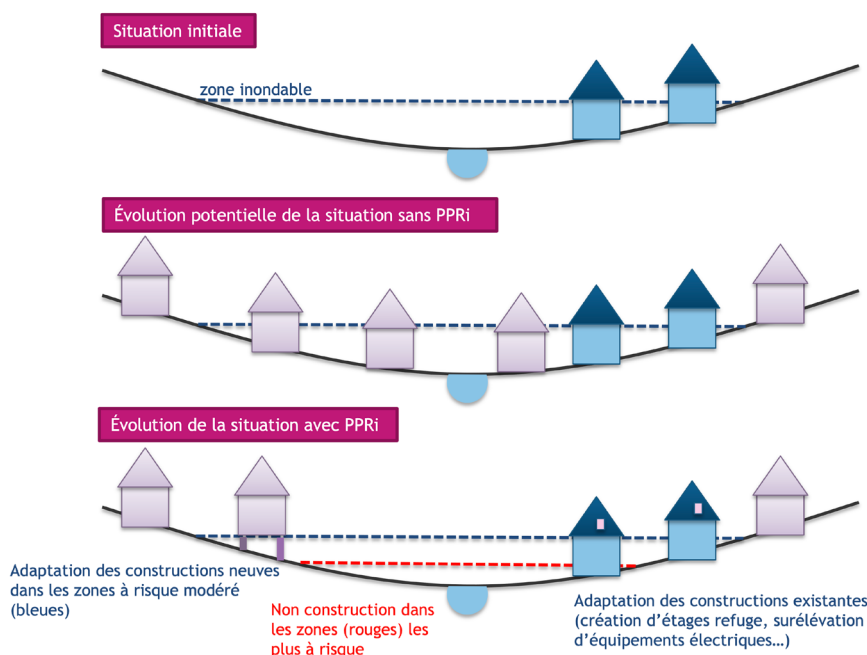 Situation initiale
zone inondable
Évolution potentielle de la situation sans PPRi
Évolution de la situation avec PPRi
Adaptation des constructions neuves
dans les zones à risque modéré
(bleues)
Non construction dans
les zones (rouges) les
plus à risque
Adaptation des constructions existantes
(création d’étages refuge, surélévation
d’équipements électriques…)